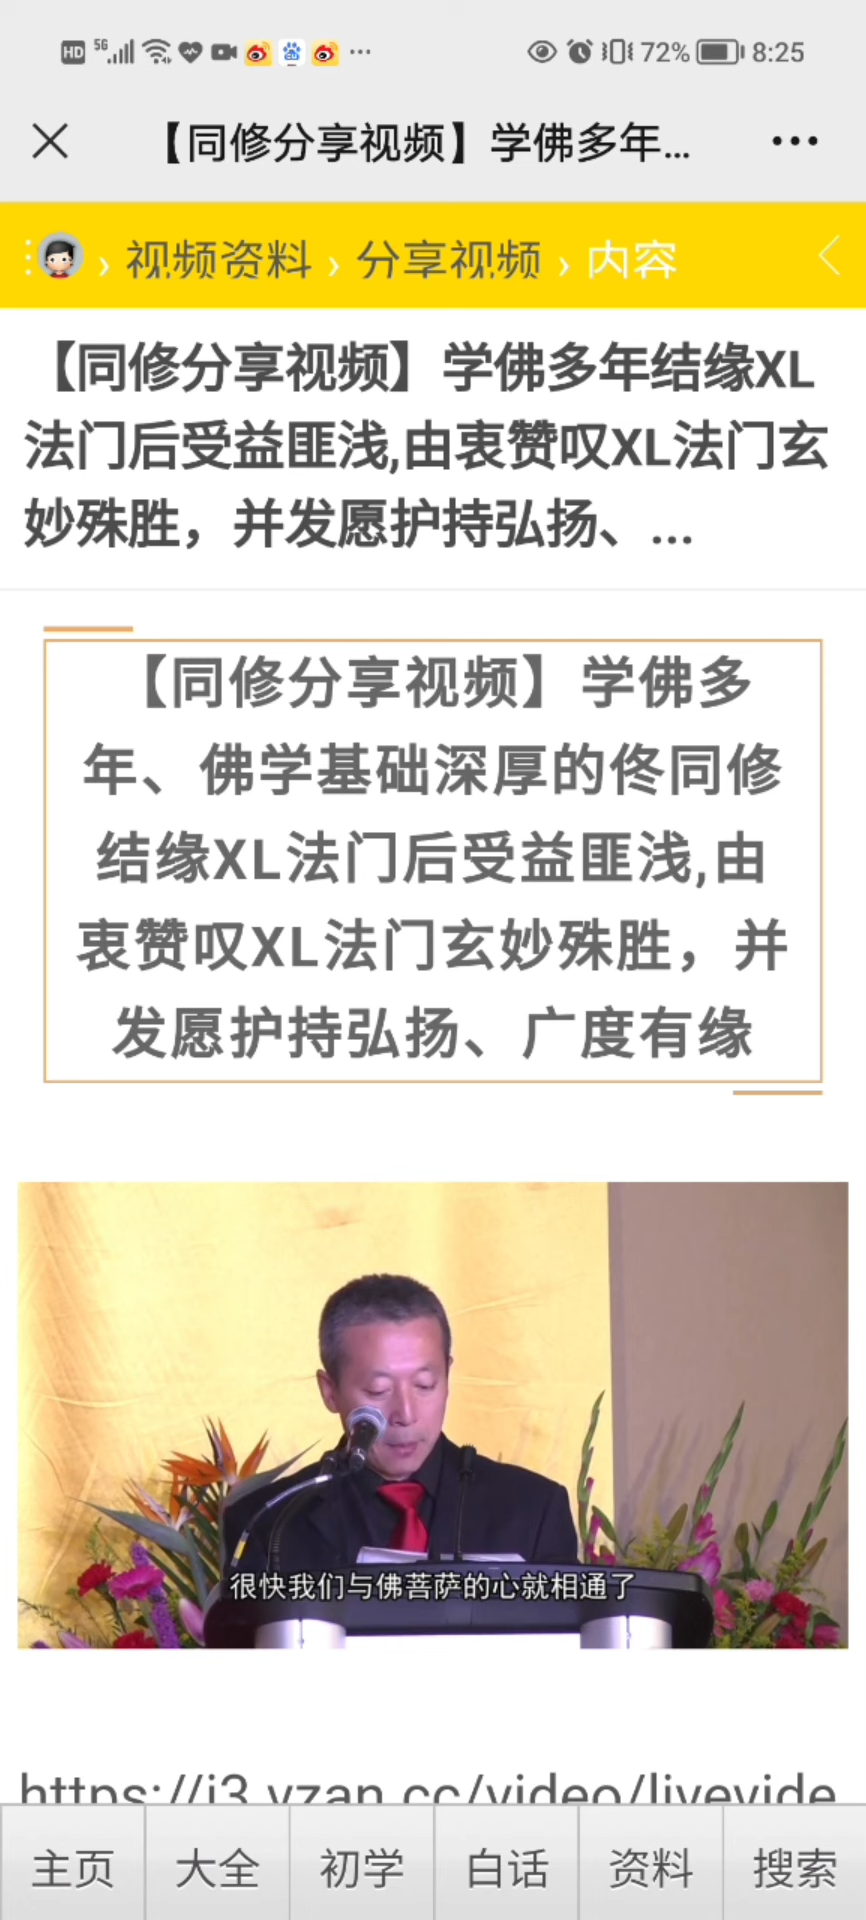 HD 5G 72% 8:25
【同修分享视频】学佛多年...
视频资料 › 分享视频 › 内容
【同修分享视频】学佛多年结缘XL
法门后受益匪浅,由衷赞叹XL法门玄
妙殊胜，并发愿护持弘扬、...
【同修分享视频】学佛多
年、佛学基础深厚的佟同修
结缘XL法门后受益匪浅,由
衷赞叹XL法门玄妙殊胜，并
发愿护持弘扬、广度有缘
很快我们与佛菩萨的心就相通了
https://i3.vzan.cc/video/livevide
主页 大全 初学 白话 资料 搜索